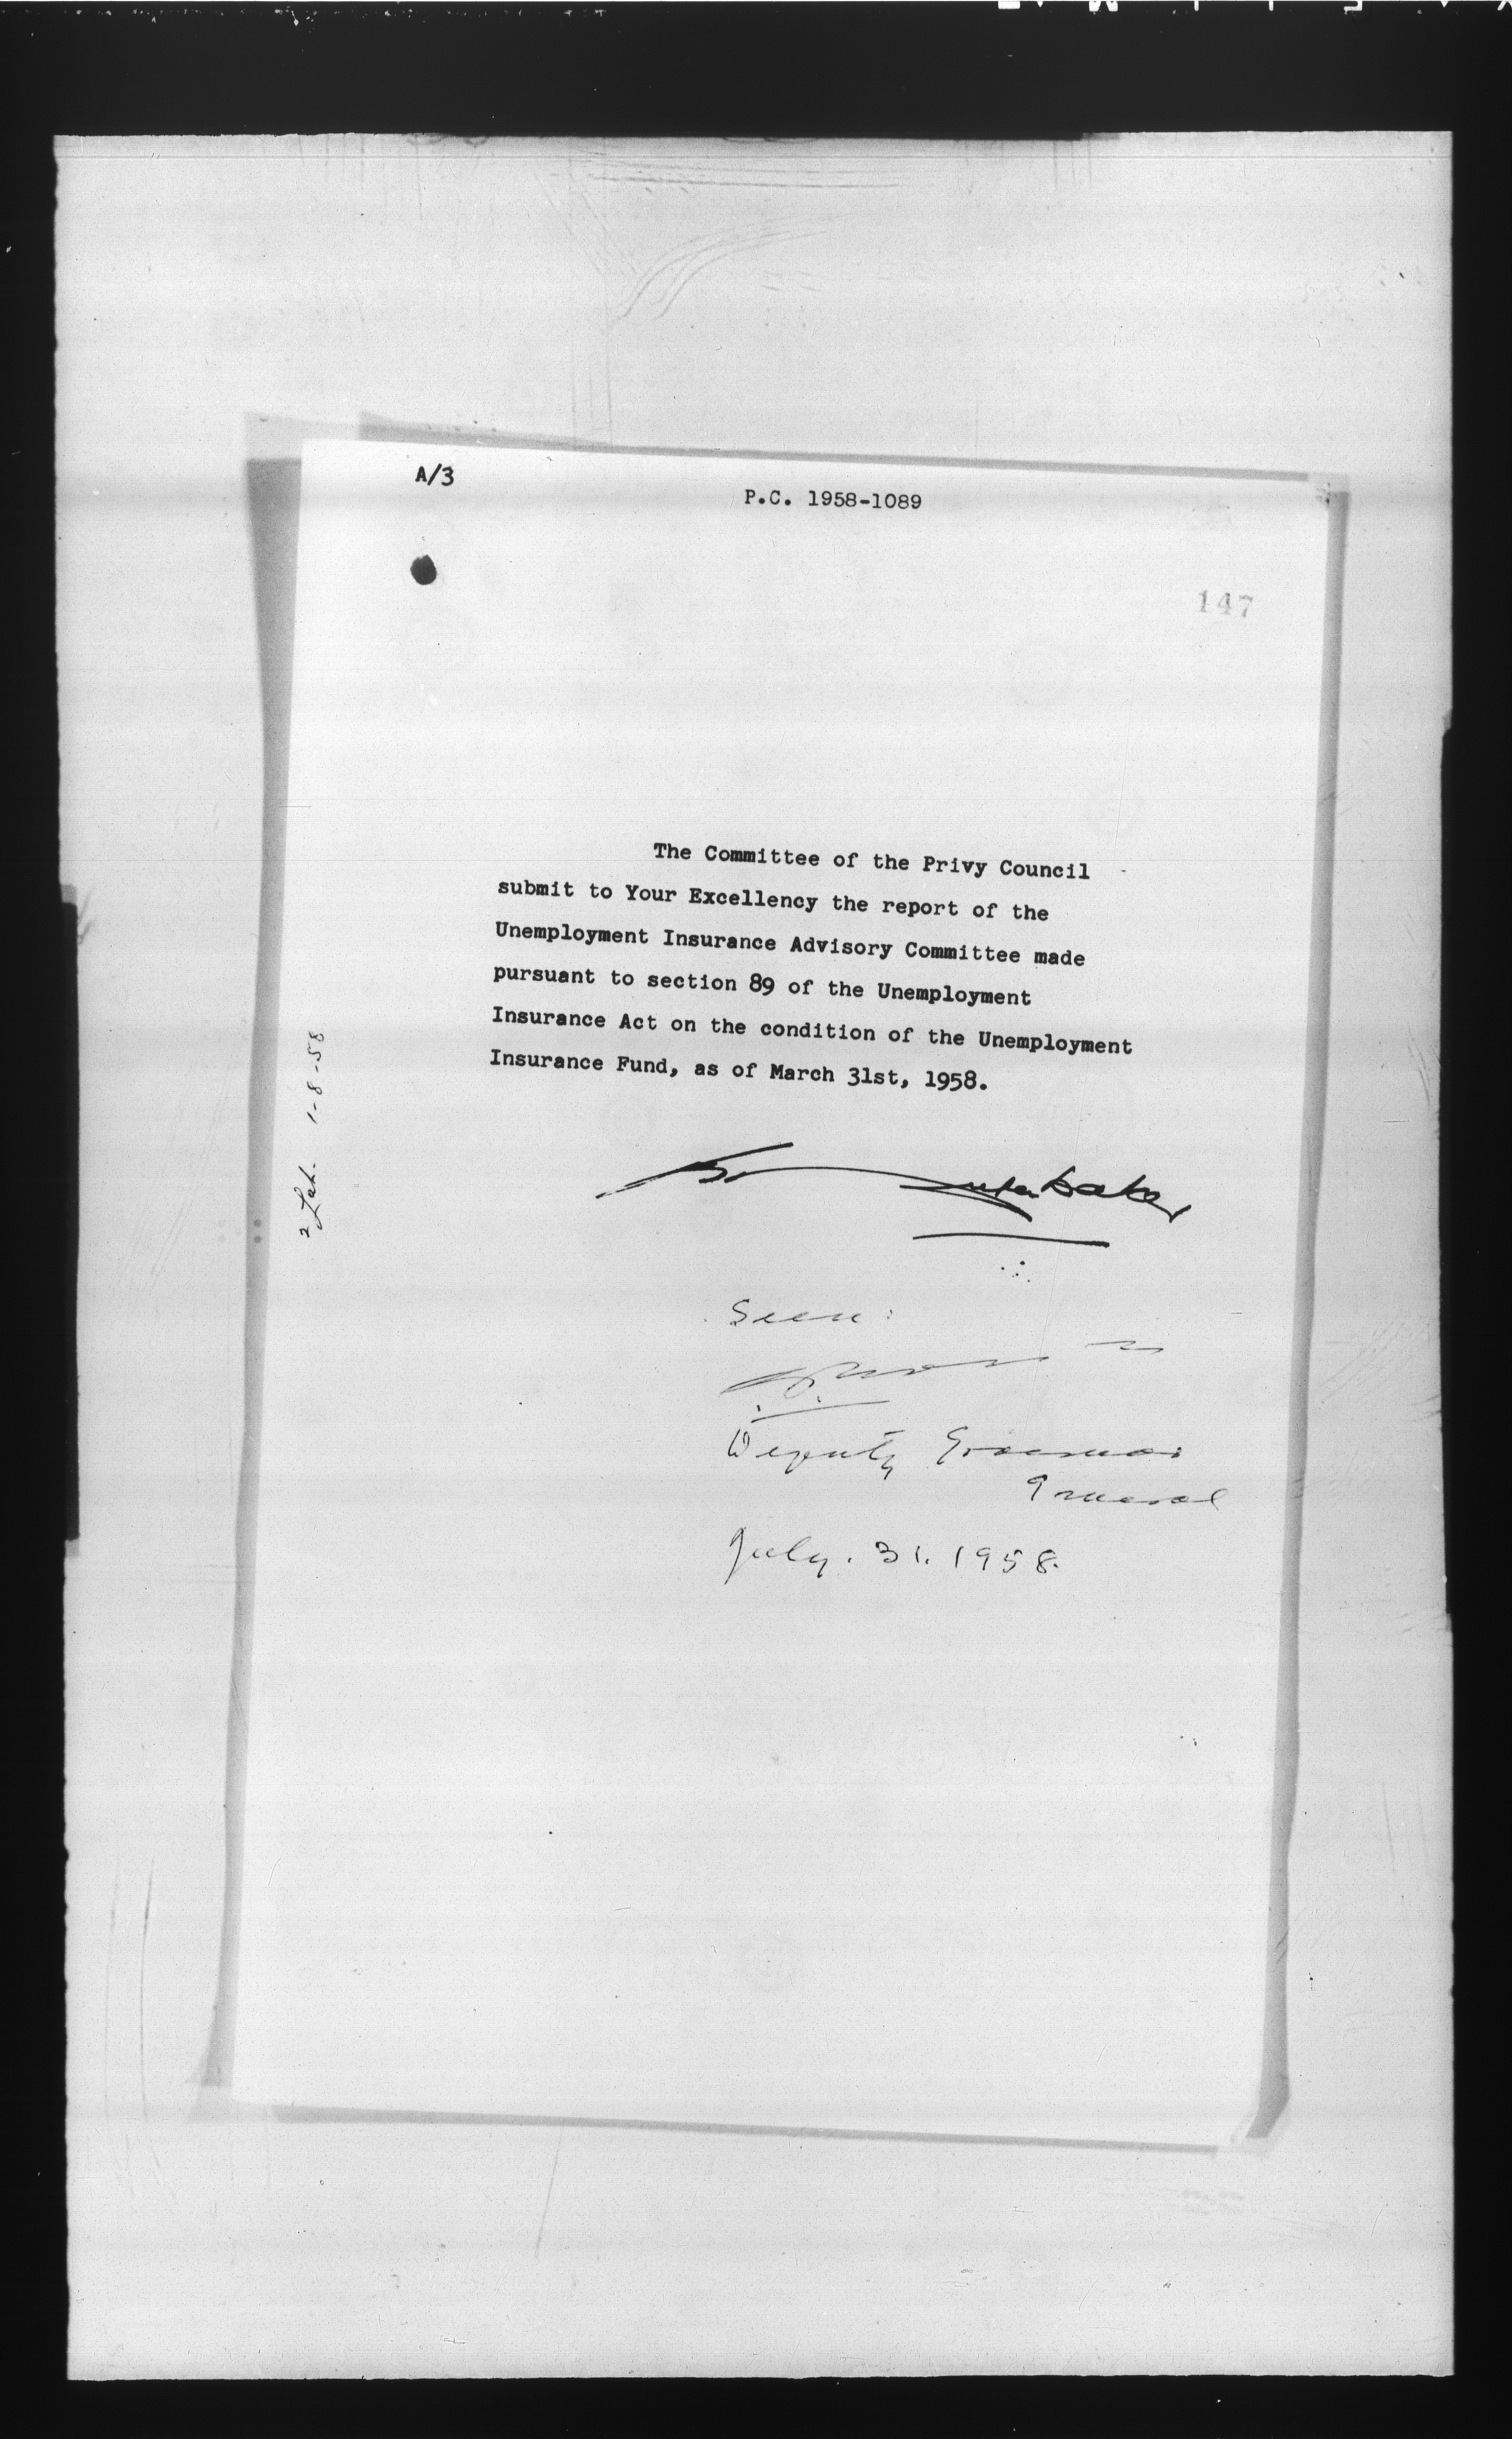 A/3
P.C. 1958-1089
147
The Committee of the Privy Council
submit to Your Excellency the report of the
Unemployment Insurance Advisory Committee made
pursuant to section 89 of the Unemployment
Insurance Act on the condition of the Unemployment
Insurance Fund, as of March 31st, 1958.
Seen:
Deputy Governor
General
July. 31. 1958.
1-8-58